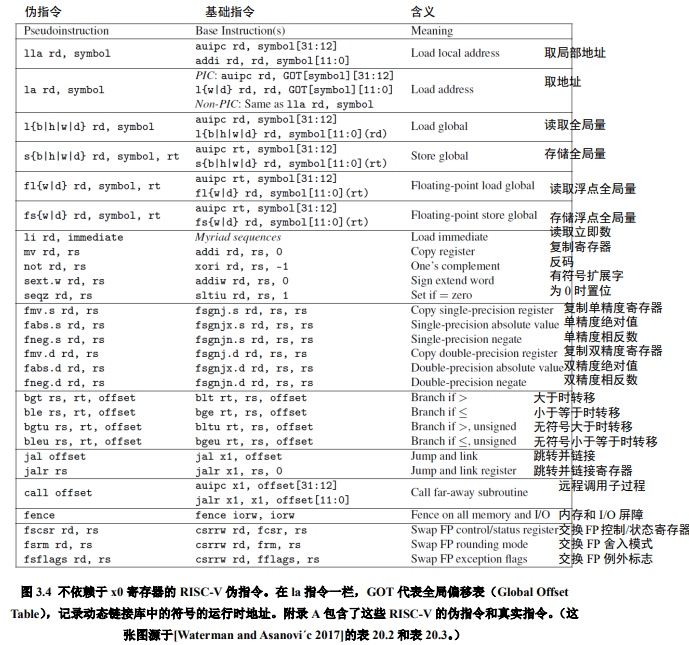 伪指令 基础指令 含义
Pseudoinstruction Base Instruction(s) Meaning
lla rd, symbol auipc rd, symbol[31:12] Load local address 取局部地址
addi rd, rd, symbol[11:0]
la rd, symbol PIC: auipc rd, GOT[symbol][31:12] Load address 取地址
l{w|d} rd, rd, GOT[symbol][11:0]
Non-PIC: Same as lla rd, symbol
l{b|h|w|d} rd, symbol auipc rd, symbol[31:12] Load global 读取全局量
l{b|h|w|d} rd, symbol[11:0](rd)
s{b|h|w|d} rd, symbol, rt auipc rt, symbol[31:12] Store global 存储全局量
s{b|h|w|d} rd, symbol[11:0](rt)
fl{w|d} rd, symbol, rt auipc rt, symbol[31:12] Floating-point load global 读取浮点全局量
fl{w|d} rd, symbol[11:0](rt)
fs{w|d} rd, symbol, rt auipc rt, symbol[31:12] Floating-point store global 存储浮点全局量
fs{w|d} rd, symbol[11:0](rt)
li rd, immediate Myriad sequences Load immediate 读取立即数
mv rd, rs addi rd, rs, 0 Copy register 复制寄存器
not rd, rs xori rd, rs, -1 One's complement 反码
sext.w rd, rs addiw rd, rs, 0 Sign extend word 有符号扩展字
seqz rd, rs sltiu rd, rs, 1 Set if = zero 为 0 时置位
fmv.s rd, rs fsgnj.s rd, rs, rs Copy single-precision register 复制单精度寄存器
fabs.s rd, rs fsgnjx.s rd, rs, rs Single-precision absolute value 单精度绝对值
fneg.s rd, rs fsgnjn.s rd, rs, rs Single-precision negate 单精度相反数
fmv.d rd, rs fsgnj.d rd, rs, rs Copy double-precision register 复制双精度寄存器
fabs.d rd, rs fsgnjx.d rd, rs, rs Double-precision absolute value 双精度绝对值
fneg.d rd, rs fsgnjn.d rd, rs, rs Double-precision negate 双精度相反数
bgt rs, rt, offset blt rt, rs, offset Branch if > 大于时转移
ble rs, rt, offset bge rt, rs, offset Branch if ≤ 小于等于时转移
bgtu rs, rt, offset bltu rt, rs, offset Branch if >, unsigned 无符号大于时转移
bleu rs, rt, offset bgeu rt, rs, offset Branch if ≤, unsigned 无符号小于等于时转移
jal offset jal x1, offset Jump and link 跳转并链接
jalr rs jalr x1, rs, 0 Jump and link register 跳转并链接寄存器
call offset auipc x1, offset[31:12] Call far-away subroutine 远程调用子过程
jalr x1, x1, offset[11:0]
fence fence iorw, iorw Fence on all memory and I/O 内存和 I/O 屏障
fscsr rd, rs csrrw rd, fcsr, rs Swap FP control/status register 交换 FP 控制/状态寄存器
fsrm rd, rs csrrw rd, frm, rs Swap FP rounding mode 交换 FP 舍入模式
fsflags rd, rs csrrw rd, fflags, rs Swap FP exception flags 交换 FP 例外标志
图 3.4 不依赖于 x0 寄存器的 RISC-V 伪指令。在 la 指令一栏，GOT 代表全局偏移表（Global Offset
Table），记录动态链接库中的符号的运行时地址。附录 A 包含了这些 RISC-V 的伪指令和真实指令。（这
张图源于[Waterman and Asanovi´c 2017]的表 20.2 和表 20.3。）